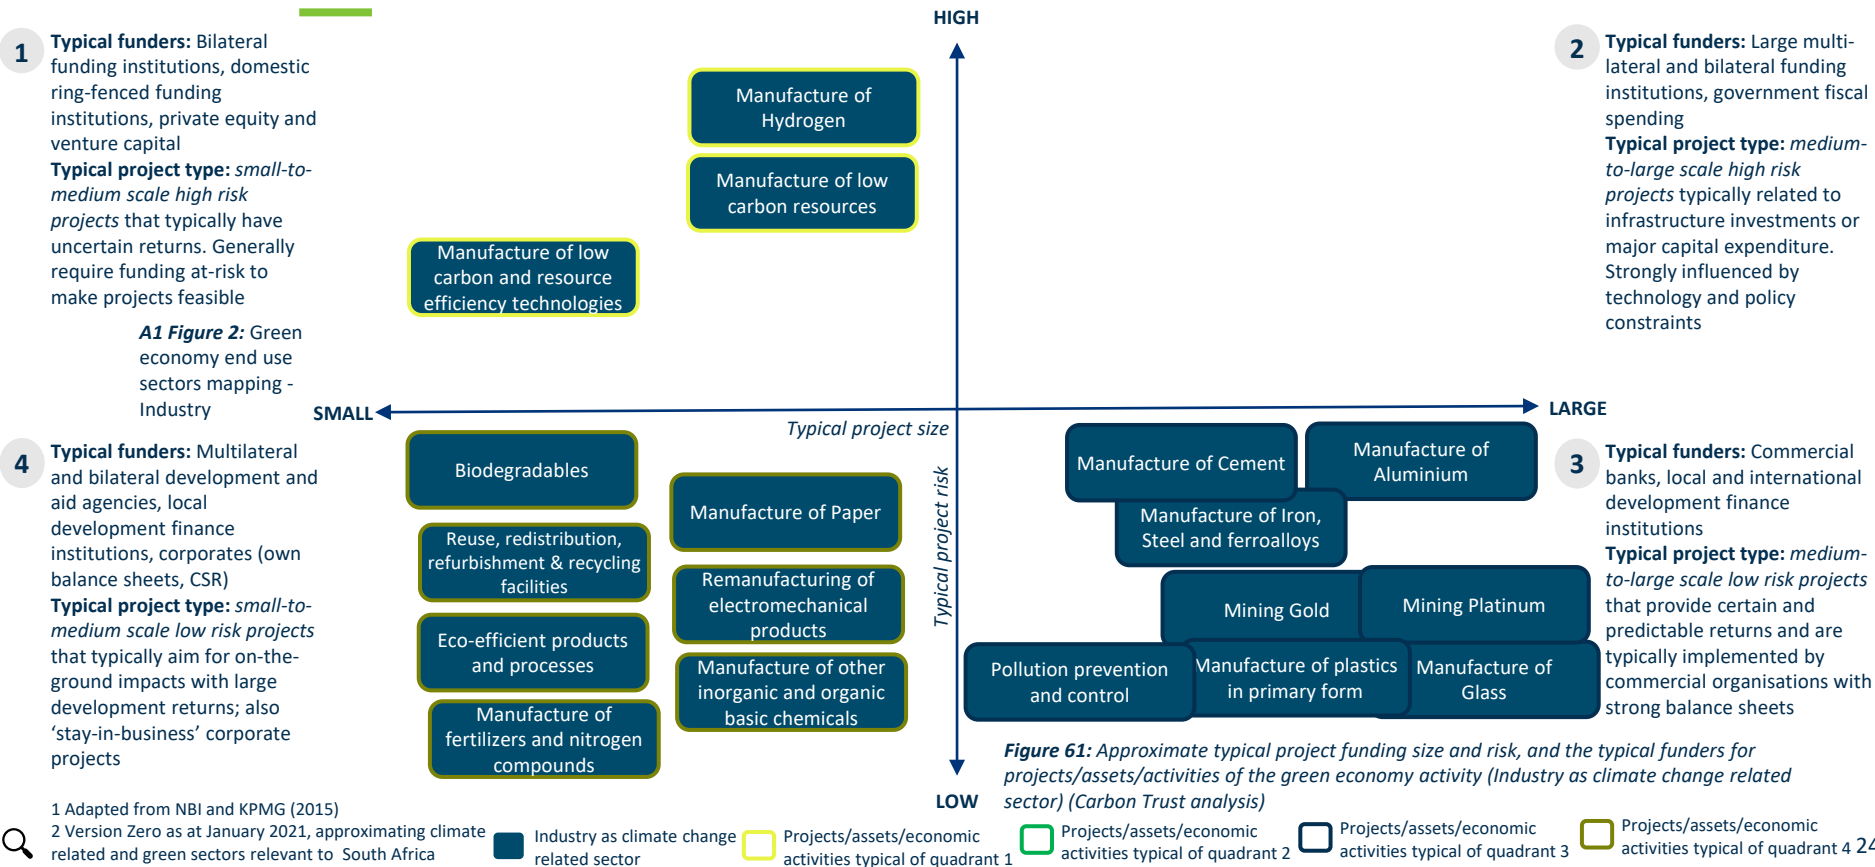 HIGH
1
Typical funders: Bilateral
funding institutions, domestic
ring-fenced funding
institutions, private equity and
venture capital
Typical project type: small-to-
medium scale high risk
projects that typically have
uncertain returns. Generally
require funding at-risk to
make projects feasible
A1 Figure 2: Green
economy end use
sectors mapping -
Industry
Manufacture of
Hydrogen
Manufacture of low
carbon resources
Manufacture of low
carbon and resource
efficiency technologies
2
Typical funders: Large multi-
lateral and bilateral funding
institutions, government fiscal
spending
Typical project type: medium-
to-large scale high risk
projects typically related to
infrastructure investments or
major capital expenditure.
Strongly influenced by
technology and policy
constraints
SMALL
LARGE
Typical project size
Typical project risk
4
Typical funders: Multilateral
and bilateral development and
aid agencies, local
development finance
institutions, corporates (own
balance sheets, CSR)
Typical project type: small-to-
medium scale low risk projects
that typically aim for on-the-
ground impacts with large
development returns; also
‘stay-in-business’ corporate
projects
Biodegradables
Reuse, redistribution,
refurbishment & recycling
facilities
Eco-efficient products
and processes
Manufacture of
fertilizers and nitrogen
compounds
Manufacture of Paper
Remanufacturing of
electromechanical
products
Manufacture of other
inorganic and organic
basic chemicals
Manufacture of Cement
Manufacture of
Aluminium
Manufacture of Iron,
Steel and ferroalloys
Mining Gold
Mining Platinum
Pollution prevention
and control
Manufacture of plastics
in primary form
Manufacture of
Glass
3
Typical funders: Commercial
banks, local and international
development finance
institutions
Typical project type: medium-
to-large scale low risk projects
that provide certain and
predictable returns and are
typically implemented by
commercial organisations with
strong balance sheets
LOW
Figure 61: Approximate typical project funding size and risk, and the typical funders for
projects/assets/activities of the green economy activity (Industry as climate change related
sector) (Carbon Trust analysis)
1 Adapted from NBI and KPMG (2015)
2 Version Zero as at January 2021, approximating climate
related and green sectors relevant to South Africa
Industry as climate change
related sector
Projects/assets/economic
activities typical of quadrant 1
Projects/assets/economic
activities typical of quadrant 2
Projects/assets/economic
activities typical of quadrant 3
Projects/assets/economic
activities typical of quadrant 4